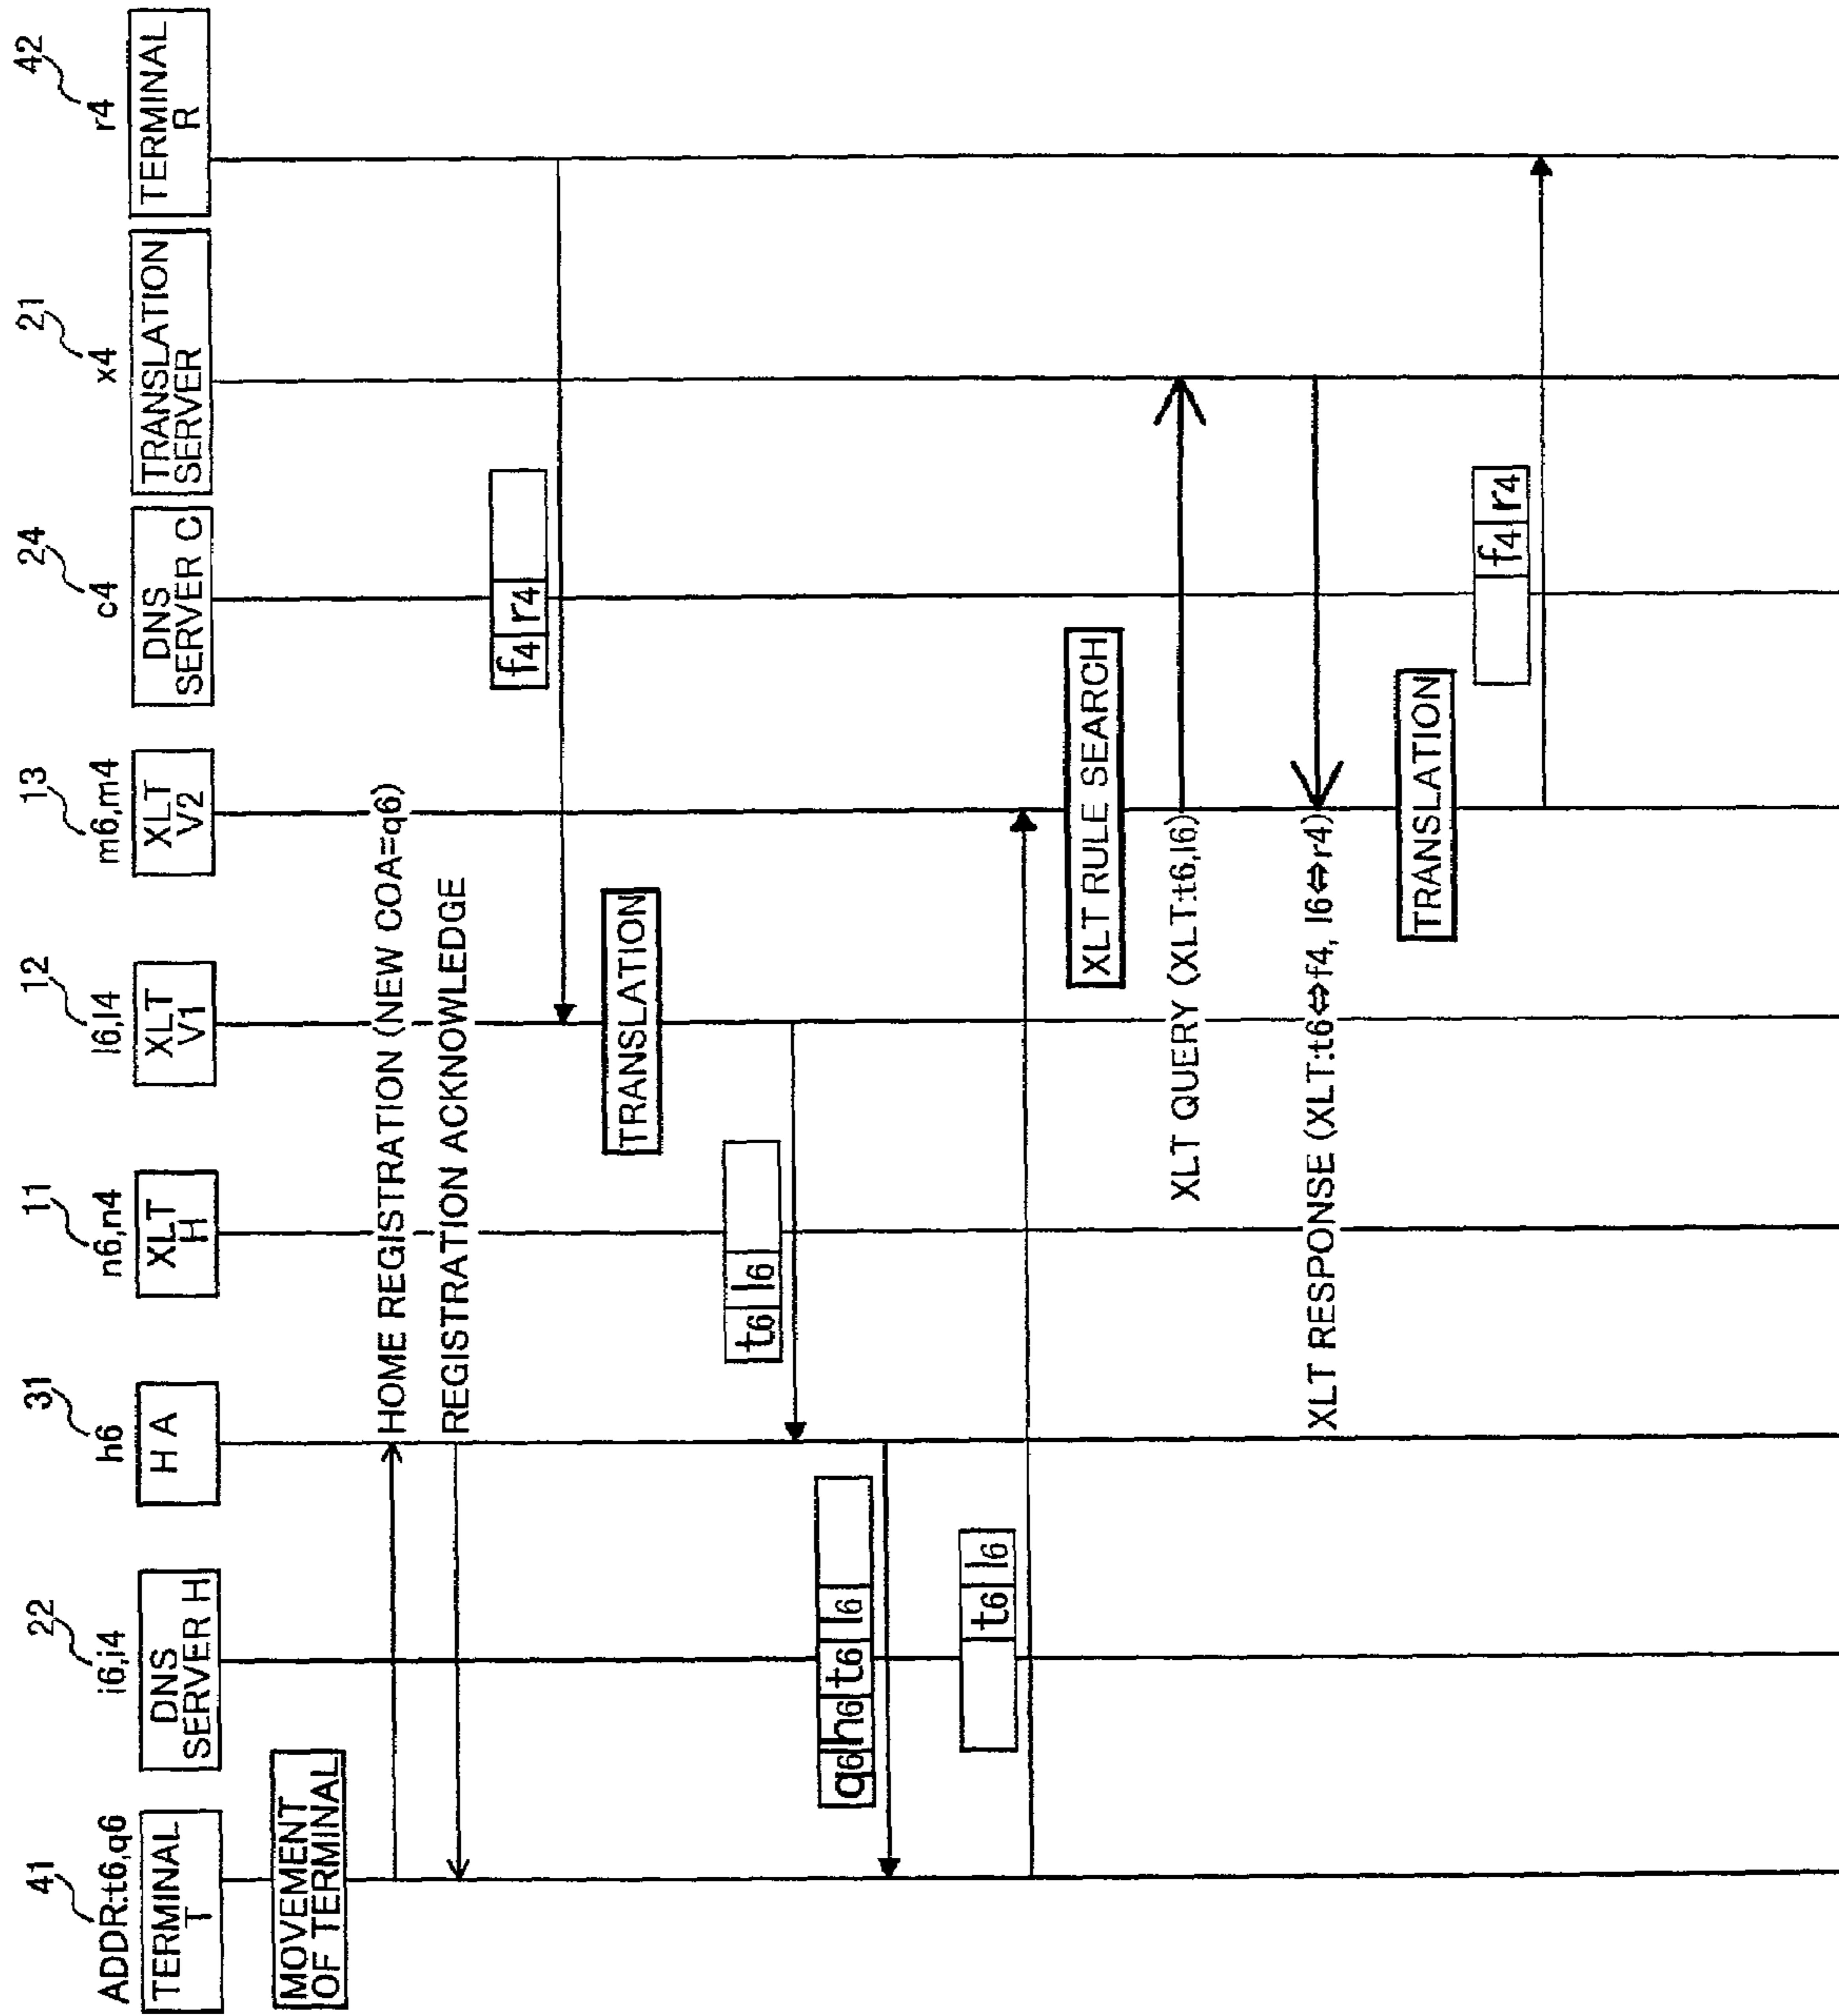 41
ADDR:t6,q6
TERMINAL
T
22
i6,i4
DNS
SERVER H
31
h6
H A
11
n6,n4
XLT
H
12
l6,l4
XLT
V1
13
m6,m4
XLT
V2
24
c4
DNS
SERVER C
21
x4
TRANSLATION
SERVER
42
r4
TERMINAL
R
MOVEMENT
OF TERMINAL
HOME REGISTRATION (NEW COA=q6)
REGISTRATION ACKNOWLEDGE
f4 r4
TRANSLATION
t6 l6
q6 h6 t6 l6
t6 l6
XLT RULE SEARCH
XLT QUERY (XLT:t6,l6)
XLT RESPONSE (XLT:t6⇔f4, l6⇔r4)
TRANSLATION
f4 r4